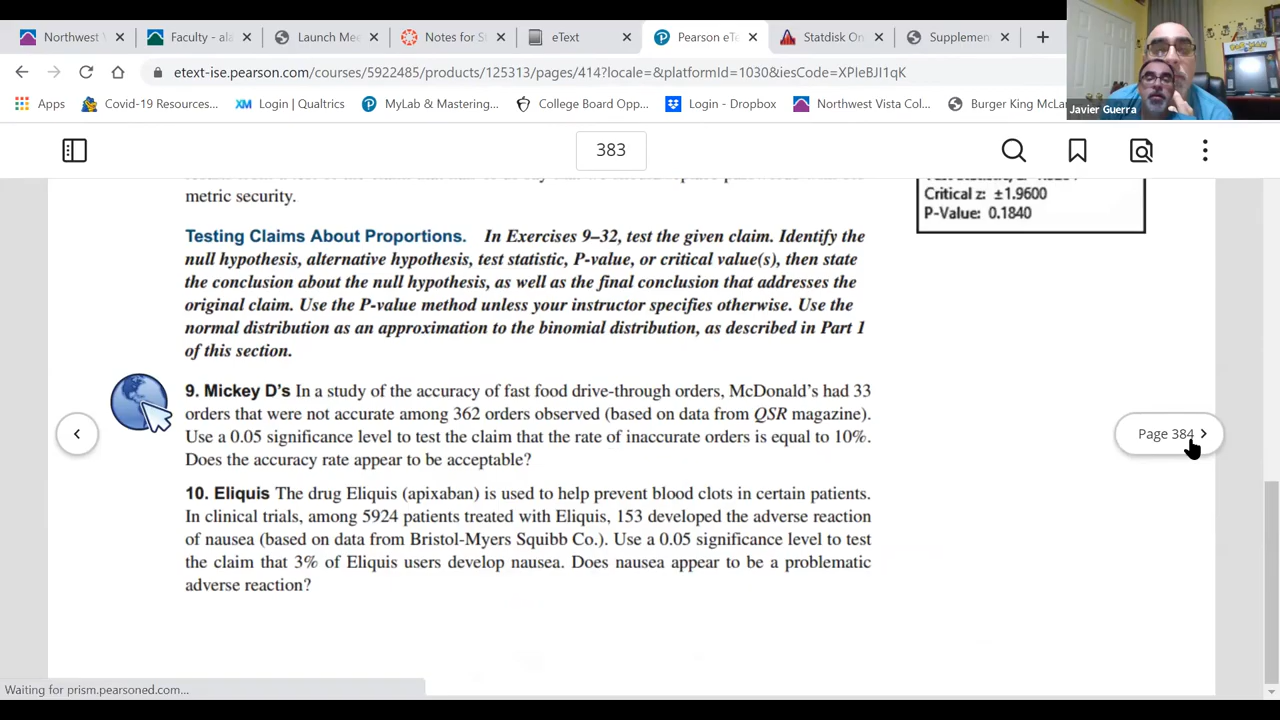 Northwest V
Faculty - ala
Launch Mee
Notes for S
eText
Pearson eTe
Statdisk On
Supplemen
etext-ise.pearson.com/courses/5922485/products/125313/pages/414?locale=&platformId=1030&iesCode=XPIeBJI1qK
Apps
Covid-19 Resources...
XM Login | Qualtrics
MyLab & Mastering...
College Board Opp...
Login - Dropbox
Northwest Vista Col...
Burger King McLan
Javier Guerra
383
metric security.
Critical z: ±1.9600
P-Value: 0.1840
Testing Claims About Proportions. In Exercises 9–32, test the given claim. Identify the
null hypothesis, alternative hypothesis, test statistic, P-value, or critical value(s), then state
the conclusion about the null hypothesis, as well as the final conclusion that addresses the
original claim. Use the P-value method unless your instructor specifies otherwise. Use the
normal distribution as an approximation to the binomial distribution, as described in Part 1
of this section.
9. Mickey D's In a study of the accuracy of fast food drive-through orders, McDonald's had 33
orders that were not accurate among 362 orders observed (based on data from QSR magazine).
Use a 0.05 significance level to test the claim that the rate of inaccurate orders is equal to 10%.
Does the accuracy rate appear to be acceptable?
10. Eliquis The drug Eliquis (apixaban) is used to help prevent blood clots in certain patients.
In clinical trials, among 5924 patients treated with Eliquis, 153 developed the adverse reaction
of nausea (based on data from Bristol-Myers Squibb Co.). Use a 0.05 significance level to test
the claim that 3% of Eliquis users develop nausea. Does nausea appear to be a problematic
adverse reaction?
Page 384
Waiting for prism.pearsoned.com...